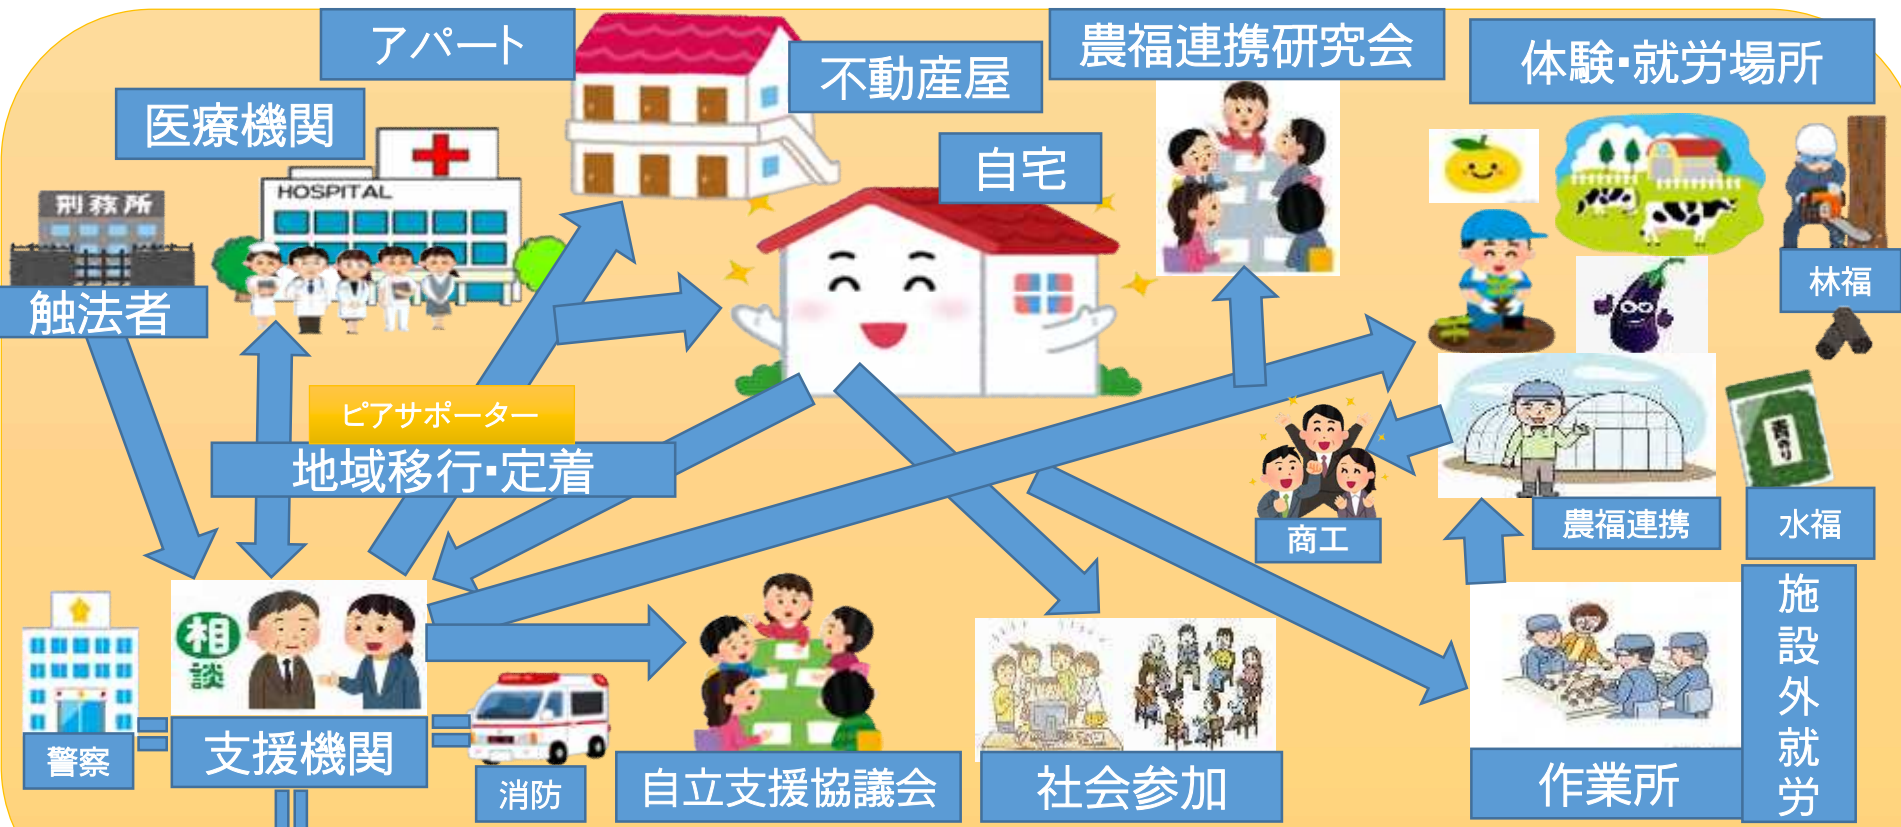 アパート
不動産屋
農福連携研究会
体験・就労場所
医療機関
自宅
HOSPITAL
刑務所
触法者
林福
ピアサポーター
地域移行・定着
青のり
商工
農福連携
水福
相談
施設外就労
警察
支援機関
消防
自立支援協議会
社会参加
作業所